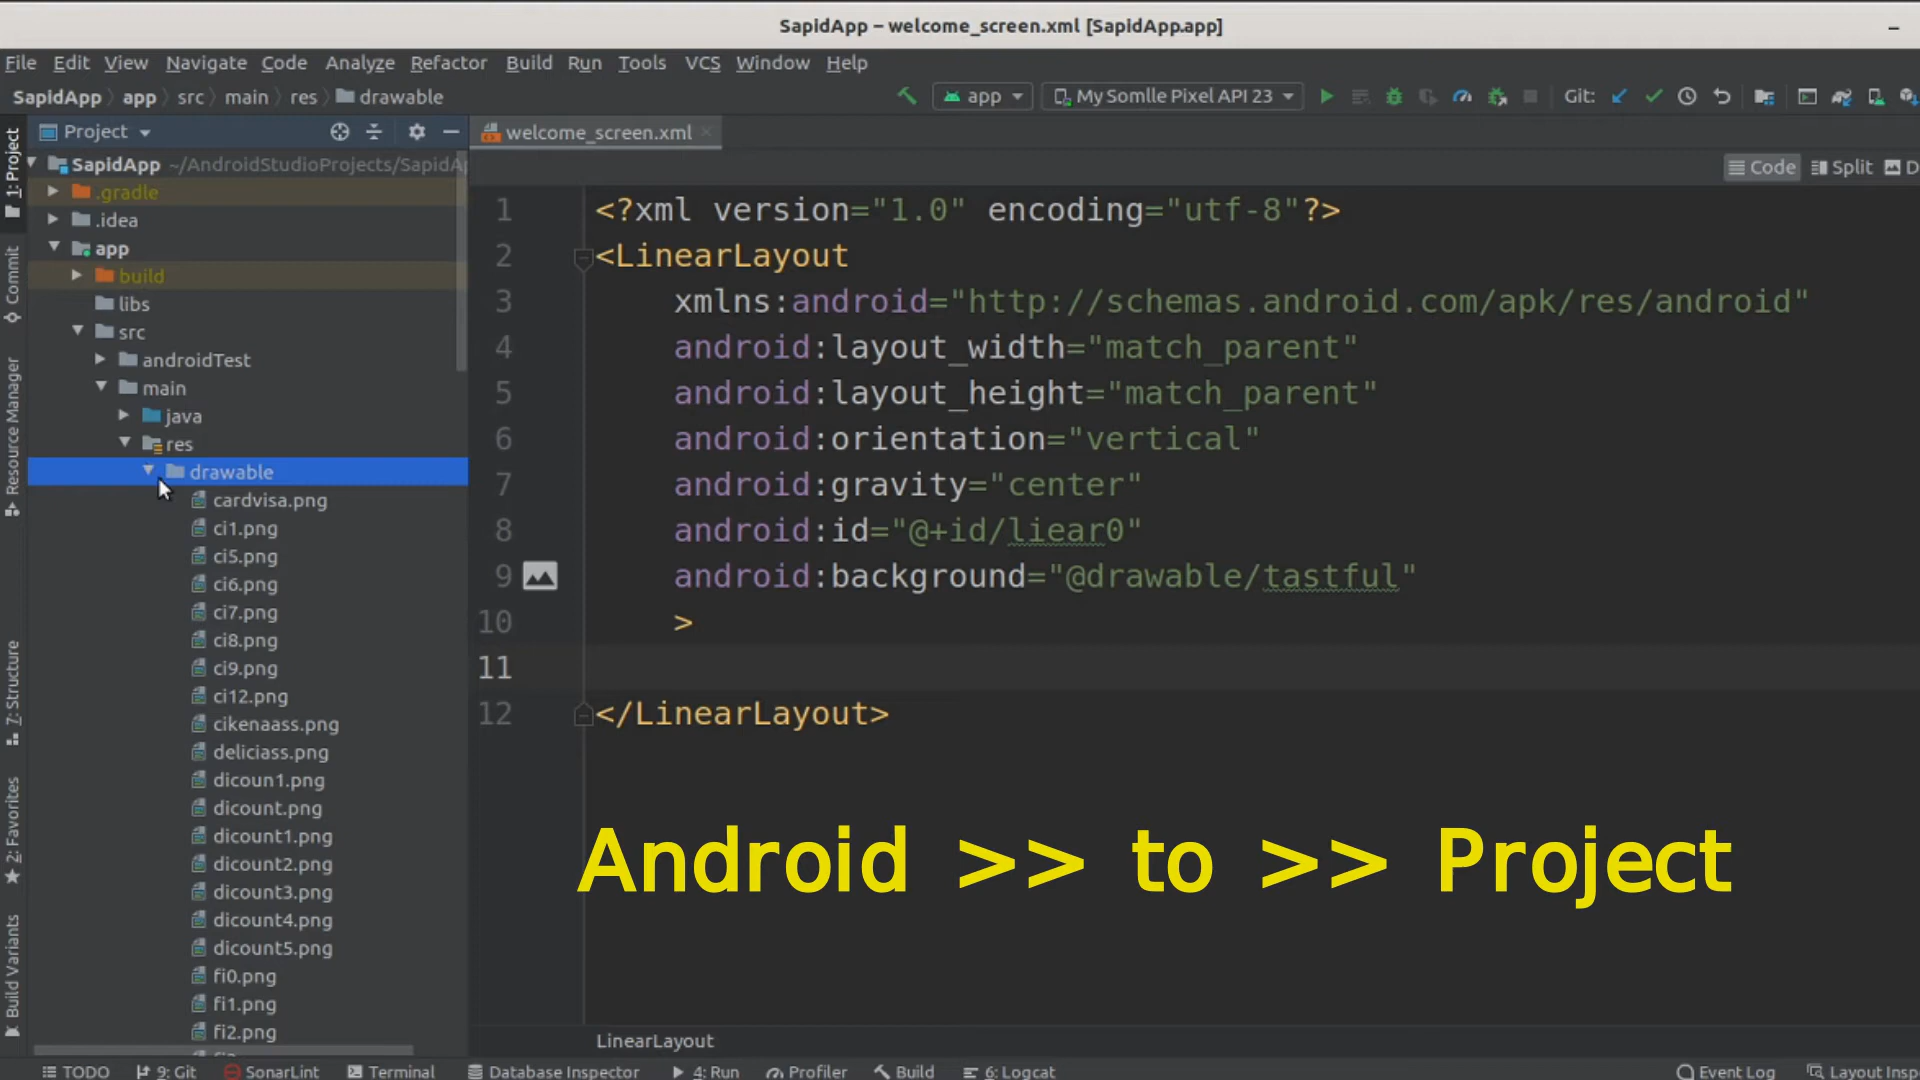 SapidApp – welcome_screen.xml [SapidApp.app]
File Edit View Navigate Code Analyze Refactor Build Run Tools VCS Window Help
SapidApp app src main res drawable
app My Somlle Pixel API 23 Git:
Project
welcome_screen.xml
Code Split D
1: Project
Commit
Resource Manager
7: Structure
2: Favorites
Build Variants
SapidApp ~/AndroidStudioProjects/SapidAp
.gradle
.idea
app
build
libs
src
androidTest
main
java
res
drawable
cardvisa.png
ci1.png
ci5.png
ci6.png
ci7.png
ci8.png
ci9.png
ci12.png
cikenaass.png
deliciass.png
dicoun1.png
dicount.png
dicount1.png
dicount2.png
dicount3.png
dicount4.png
dicount5.png
fi0.png
fi1.png
fi2.png
1 <?xml version="1.0" encoding="utf-8"?>
2 <LinearLayout
3 xmlns:android="http://schemas.android.com/apk/res/android"
4 android:layout_width="match_parent"
5 android:layout_height="match_parent"
6 android:orientation="vertical"
7 android:gravity="center"
8 android:id="@+id/liear0"
9 android:background="@drawable/tastful"
10 >
11
12 </LinearLayout>
Android >> to >> Project
LinearLayout
TODO 9: Git SonarLint Terminal Database Inspector 4: Run Profiler Build 6: Logcat Event Log Layout Insp